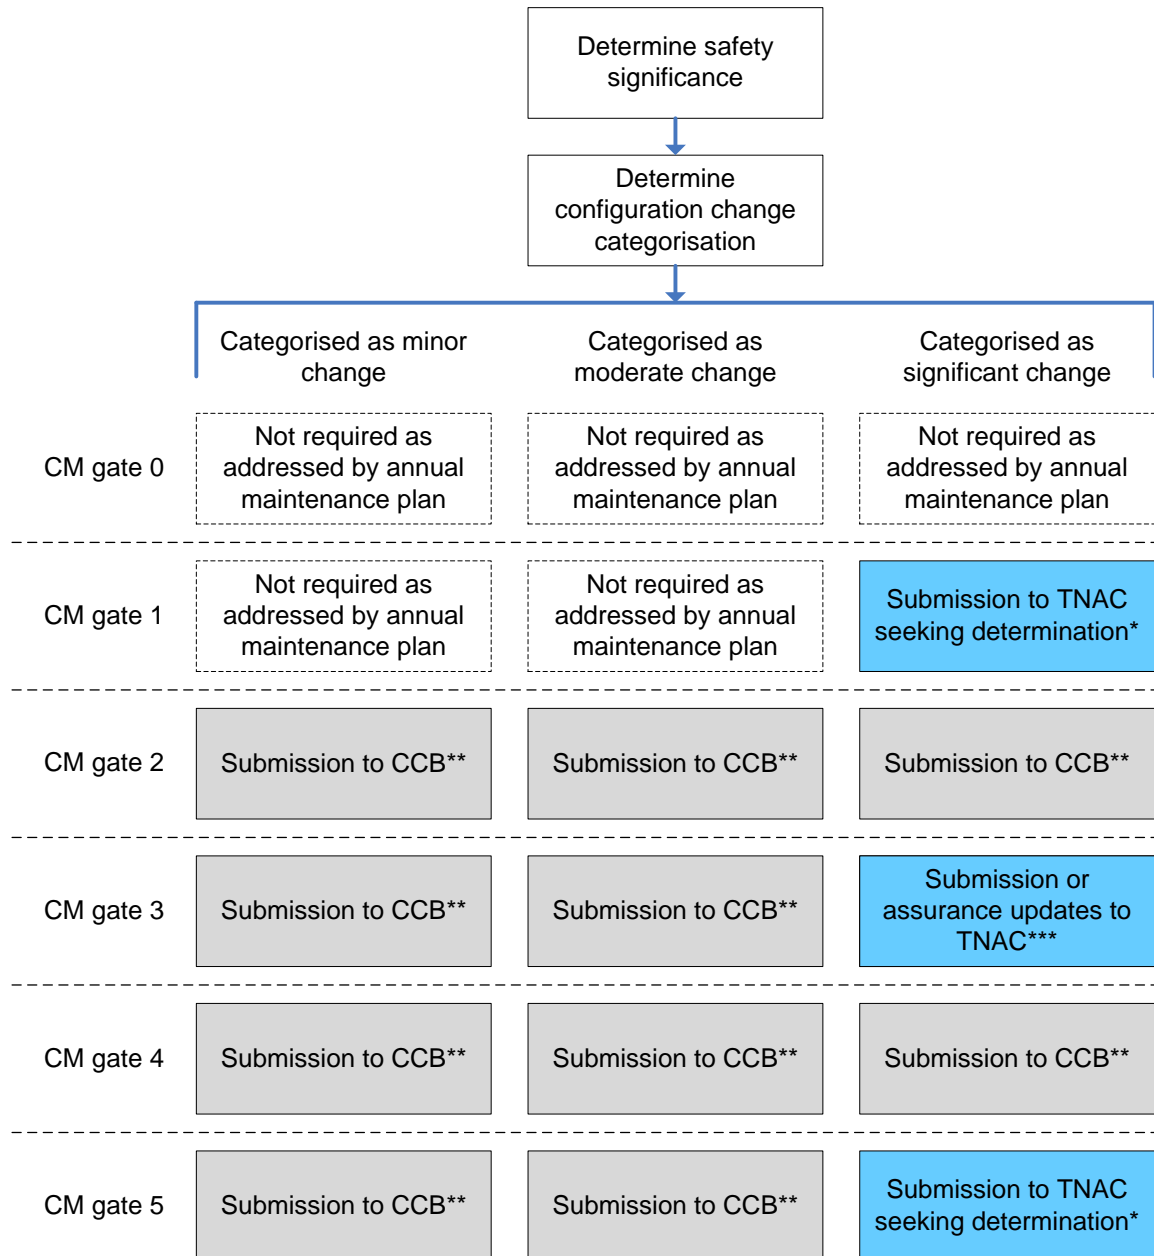 Determine safety
significance
Determine
configuration change
categorisation
Categorised as minor
change
Categorised as
moderate change
Categorised as
significant change
CM gate 0
Not required as
addressed by annual
maintenance plan
Not required as
addressed by annual
maintenance plan
Not required as
addressed by annual
maintenance plan
CM gate 1
Not required as
addressed by annual
maintenance plan
Not required as
addressed by annual
maintenance plan
Submission to TNAC
seeking determination*
CM gate 2
Submission to CCB**
Submission to CCB**
Submission to CCB**
CM gate 3
Submission to CCB**
Submission to CCB**
Submission or
assurance updates to
TNAC***
CM gate 4
Submission to CCB**
Submission to CCB**
Submission to CCB**
CM gate 5
Submission to CCB**
Submission to CCB**
Submission to TNAC
seeking determination*